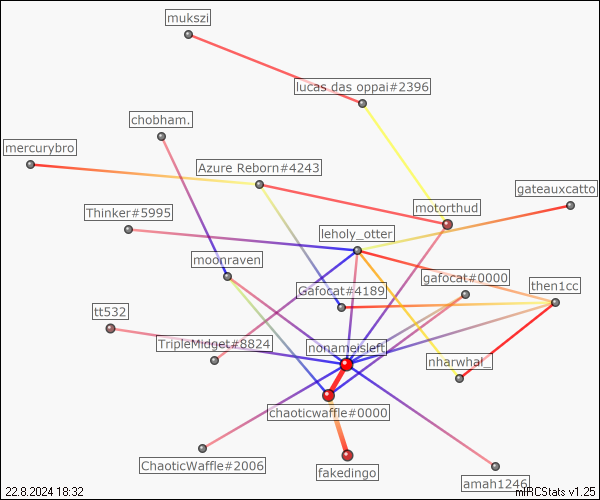 mukszi
lucas das oppai#2396
chobham.
mercurybro
Azure Reborn#4243
gateauxcatto
Thinker#5995
motorthud
leholy_otter
moonraven
gafocat#0000
then1cc
Gafocat#4189
tt532
TripleMidget#8824
nonameisleft
nharwhal_
chaoticwaffle#0000
ChaoticWaffle#2006
fakedingo
amah1246
22.8.2024 18:32
mIRCStats v1.25